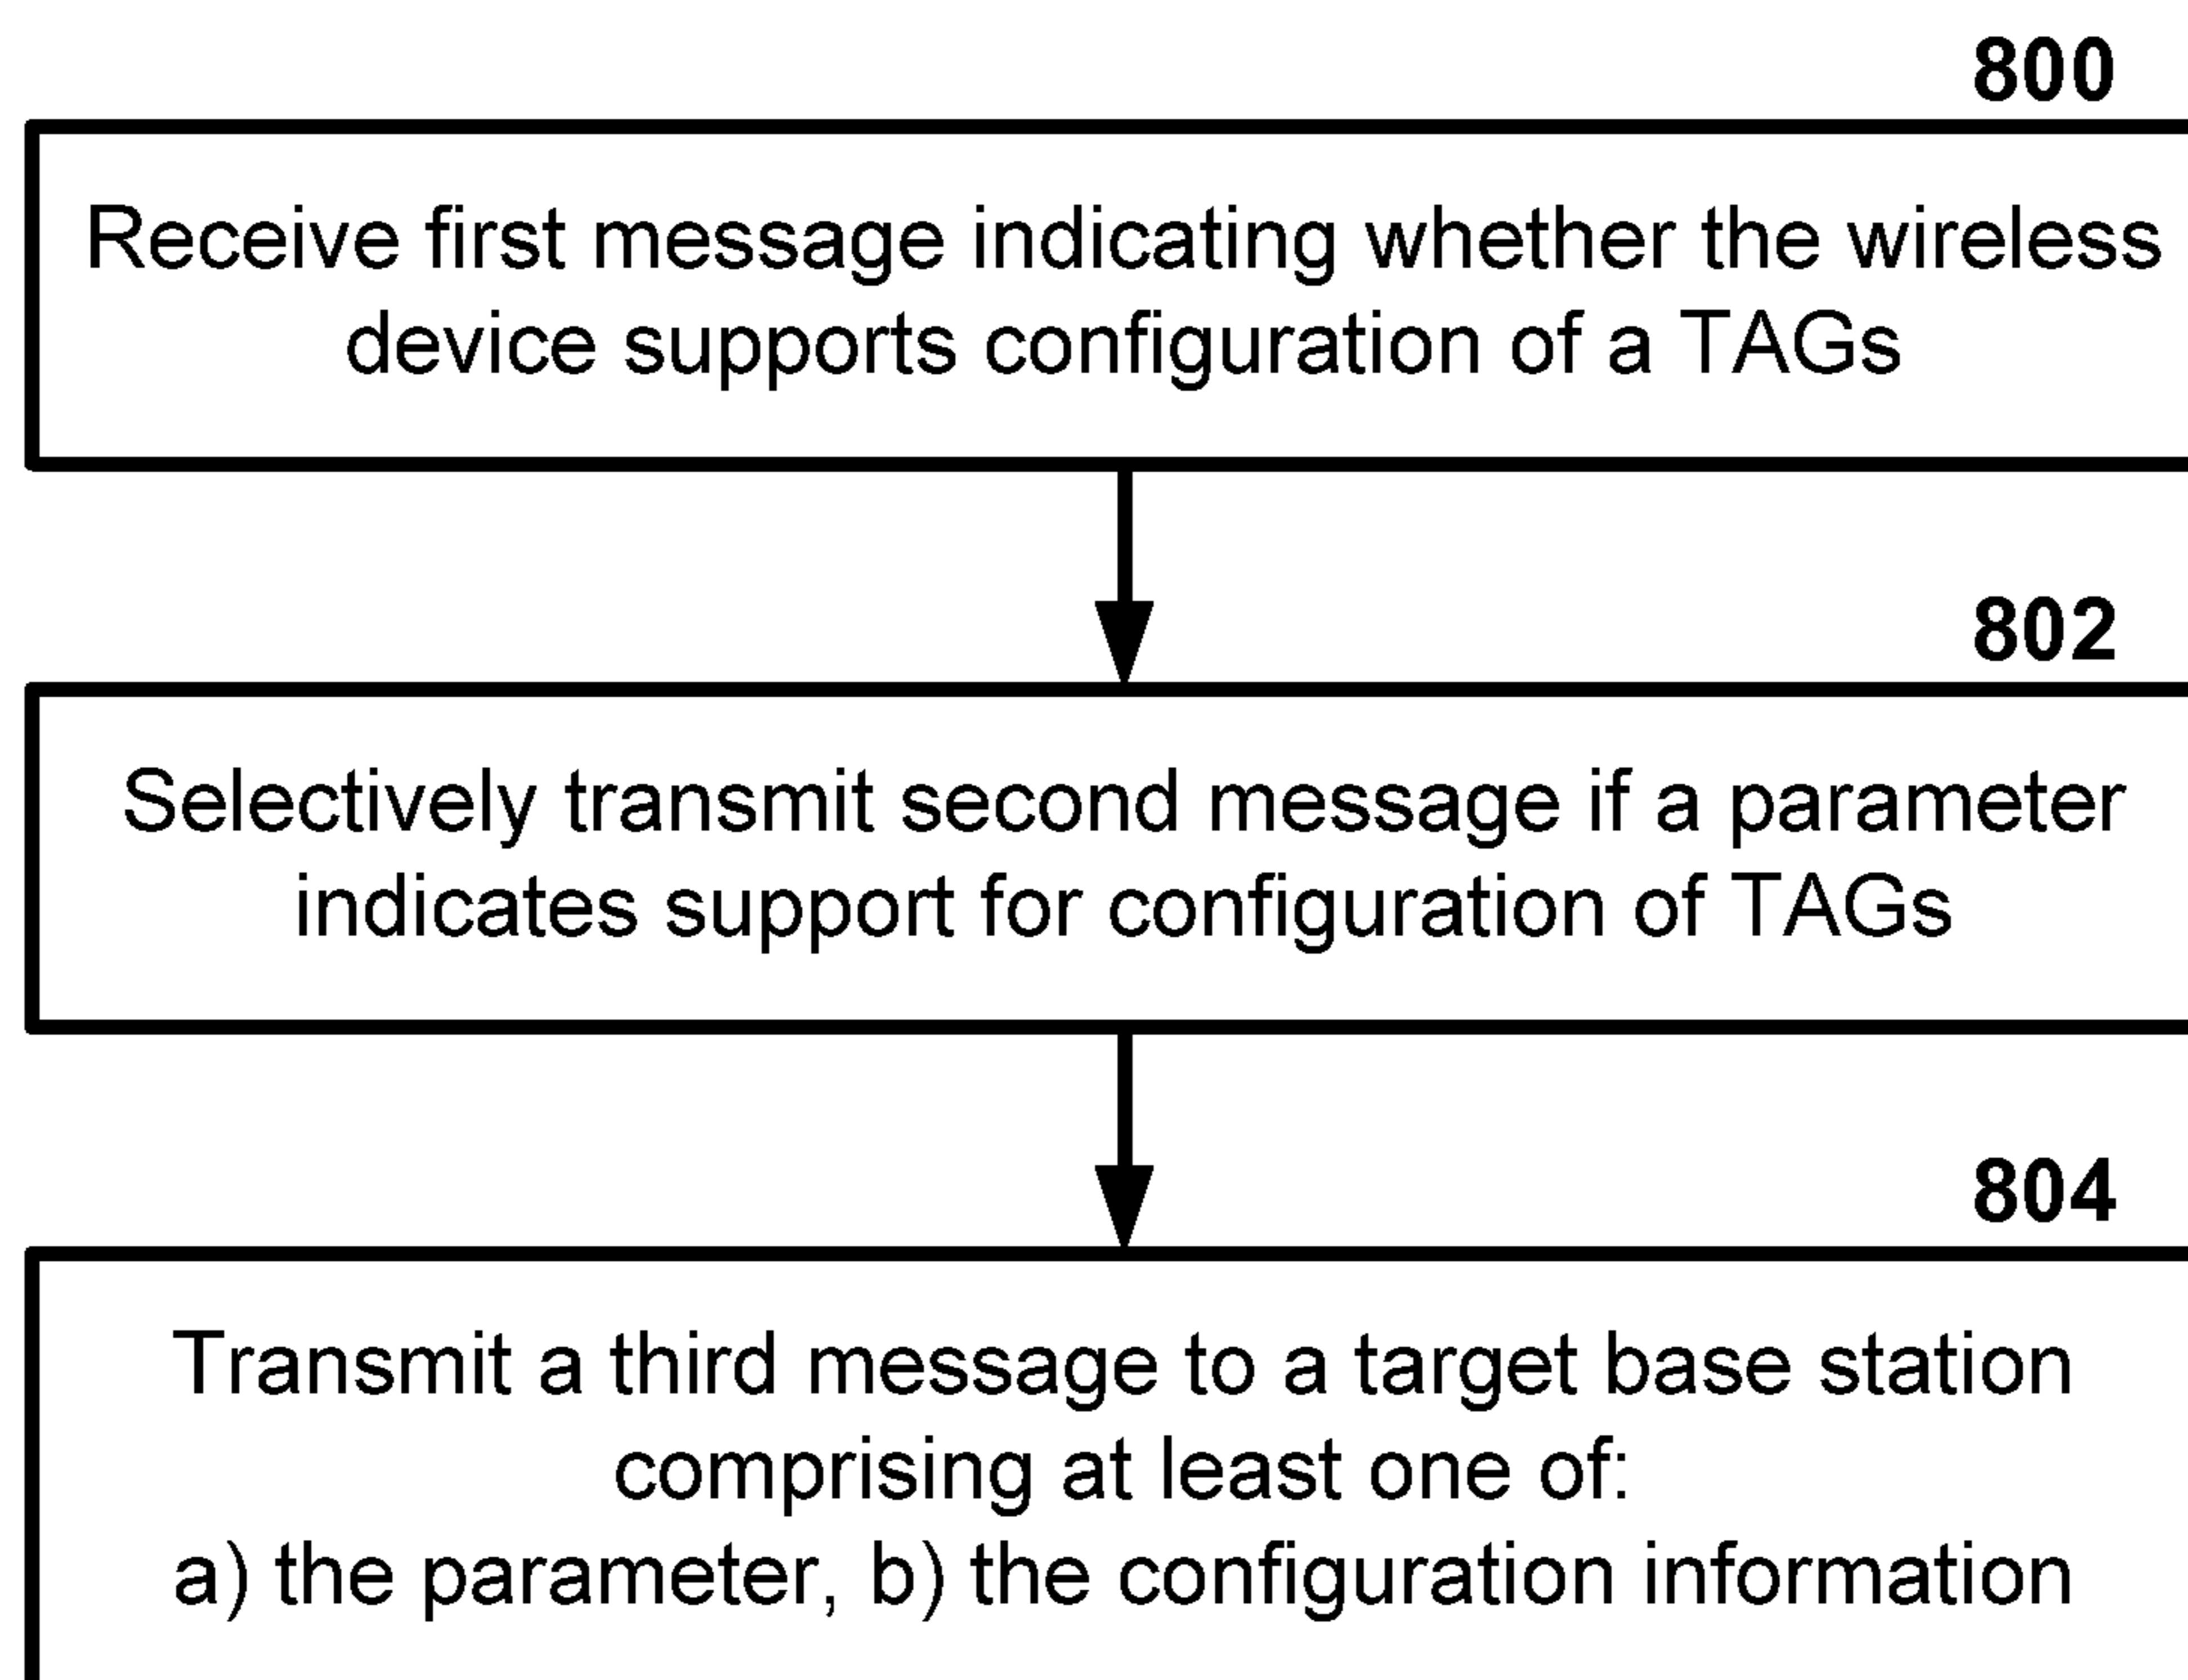 800
Receive first message indicating whether the wireless
device supports configuration of a TAGs
802
Selectively transmit second message if a parameter
indicates support for configuration of TAGs
804
Transmit a third message to a target base station
comprising at least one of:
a) the parameter, b) the configuration information